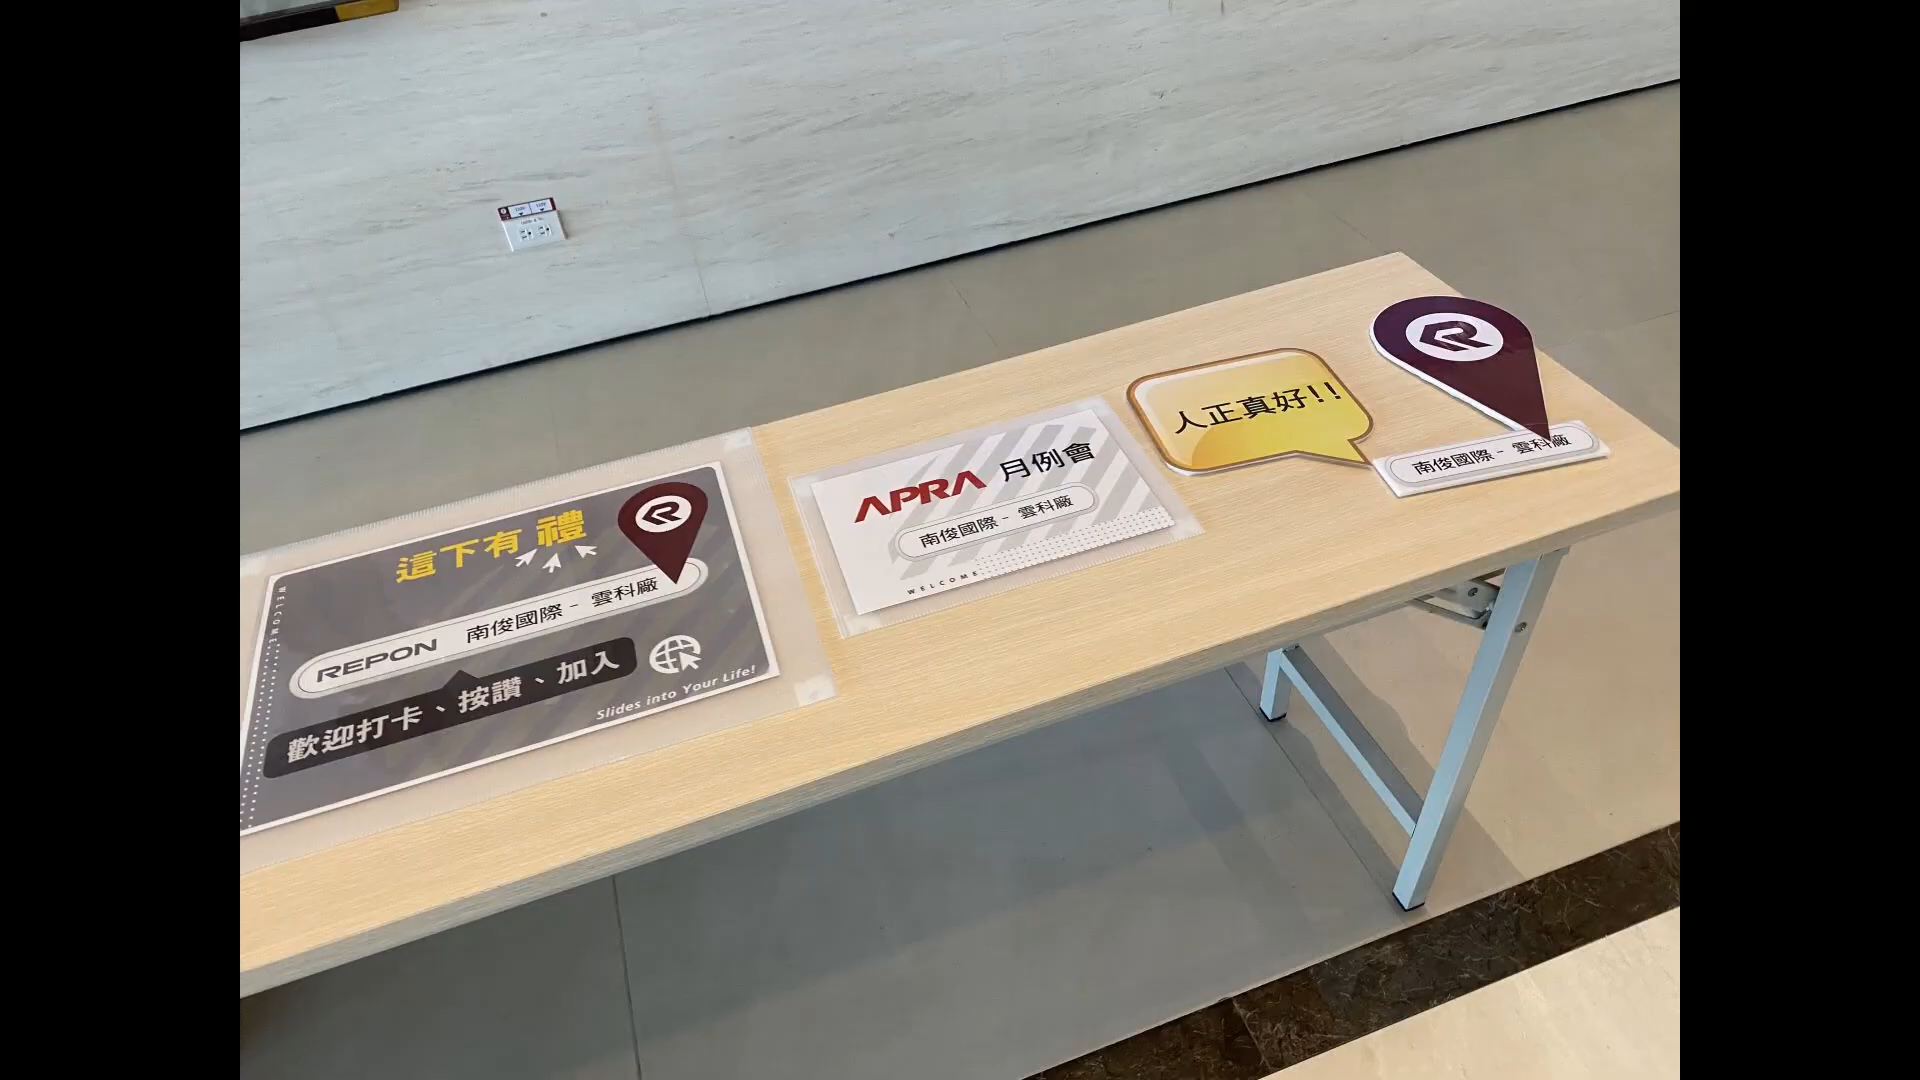 這下有禮
REPON 南俊國際 - 雲科廠
歡迎打卡、按讚、加入
Slides into Your Life!
WELCOME
APRA 月例會
南俊國際 - 雲科廠
WELCOME
人正真好!!
南俊國際 - 雲科廠